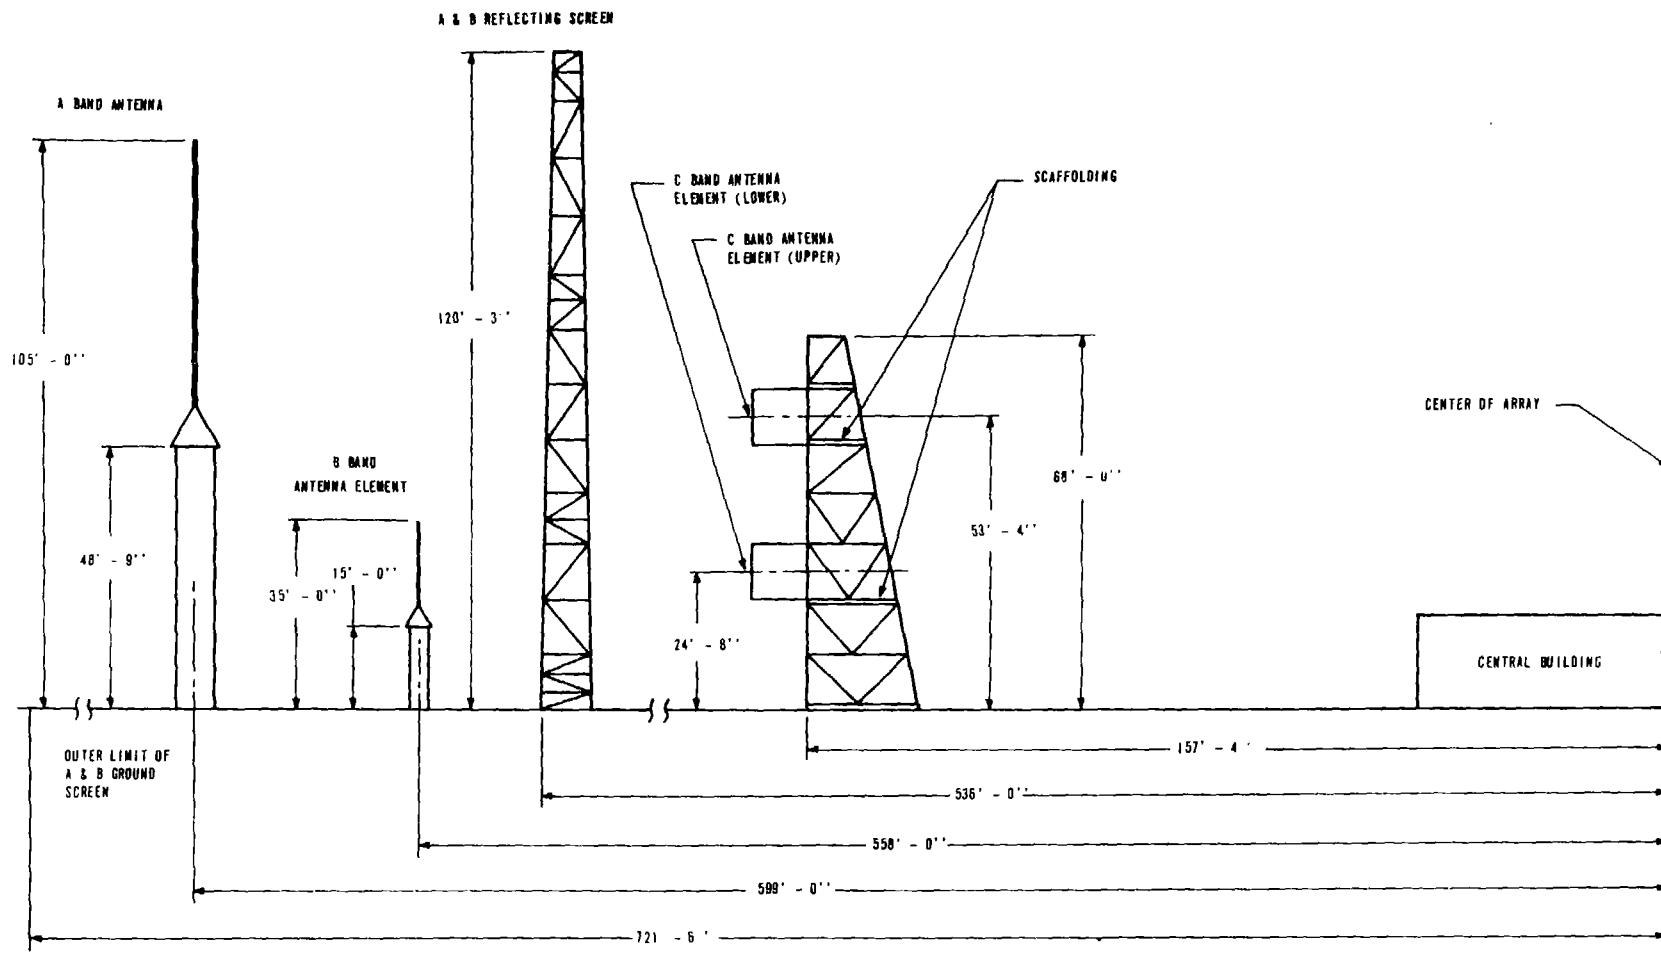 A & B REFLECTING SCREEN
A BAND ANTENNA
C BAND ANTENNA
ELEMENT (LOWER)
SCAFFOLDING
C BAND ANTENNA
ELEMENT (UPPER)
120' - 3''
105' - 0''
CENTER OF ARRAY
B BAND
ANTENNA ELEMENT
68' - 0''
53' - 4''
48' - 9''
15' - 0''
35' - 0''
24' - 8''
CENTRAL BUILDING
OUTER LIMIT OF
A & B GROUND
SCREEN
157' - 4''
536' - 0''
558' - 0''
599' - 0''
721 - 6'